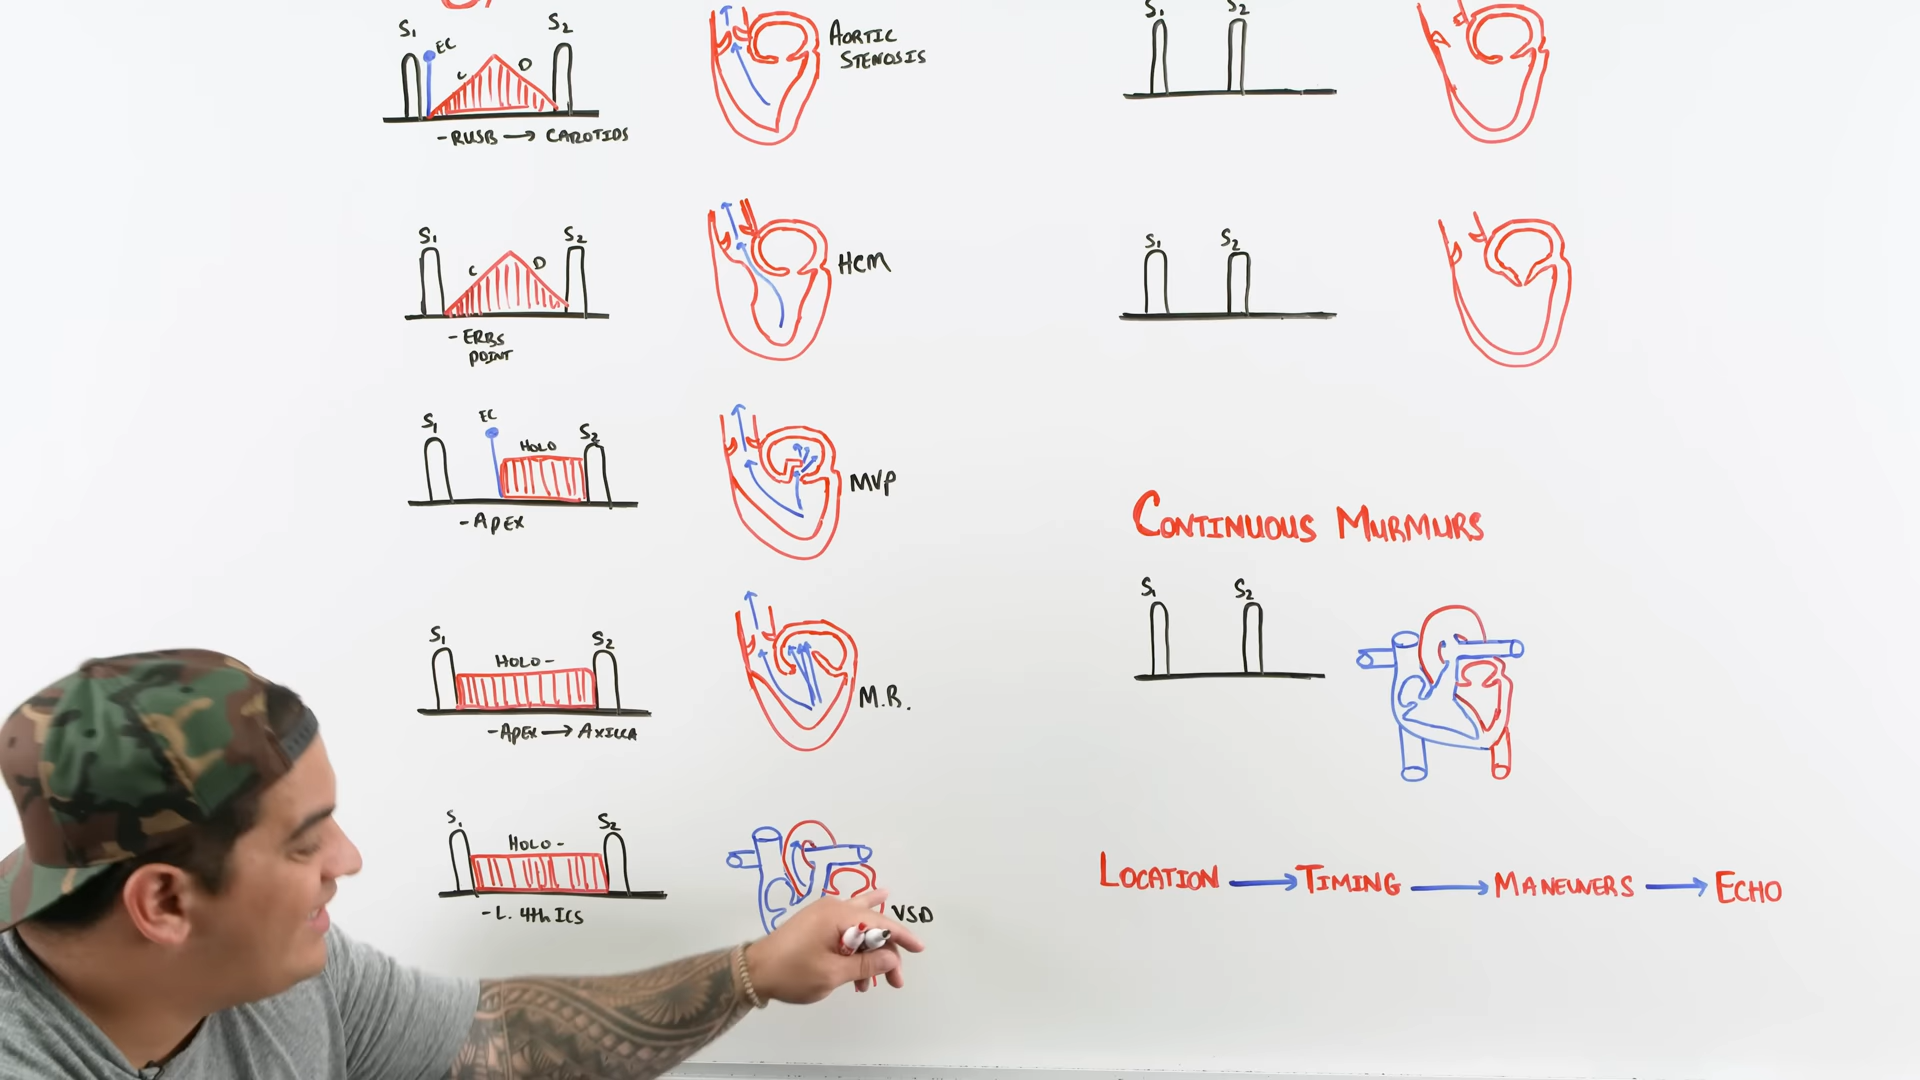 S1 EC S2
C D
- RUSB → CAROTIDS
AORTIC
STENOSIS
S1 S2
C D
- ERBS
POINT
HCM
S1 EC S2
HOLO
- APEX
MVP
S1 S2
HOLO -
- APEX → AXILLA
M.R.
S1 S2
HOLO -
- L. 4th ICS
VSD
S1 S2
S1 S2
CONTINUOUS MURMURS
S1 S2
LOCATION → TIMING → MANEUVERS → ECHO